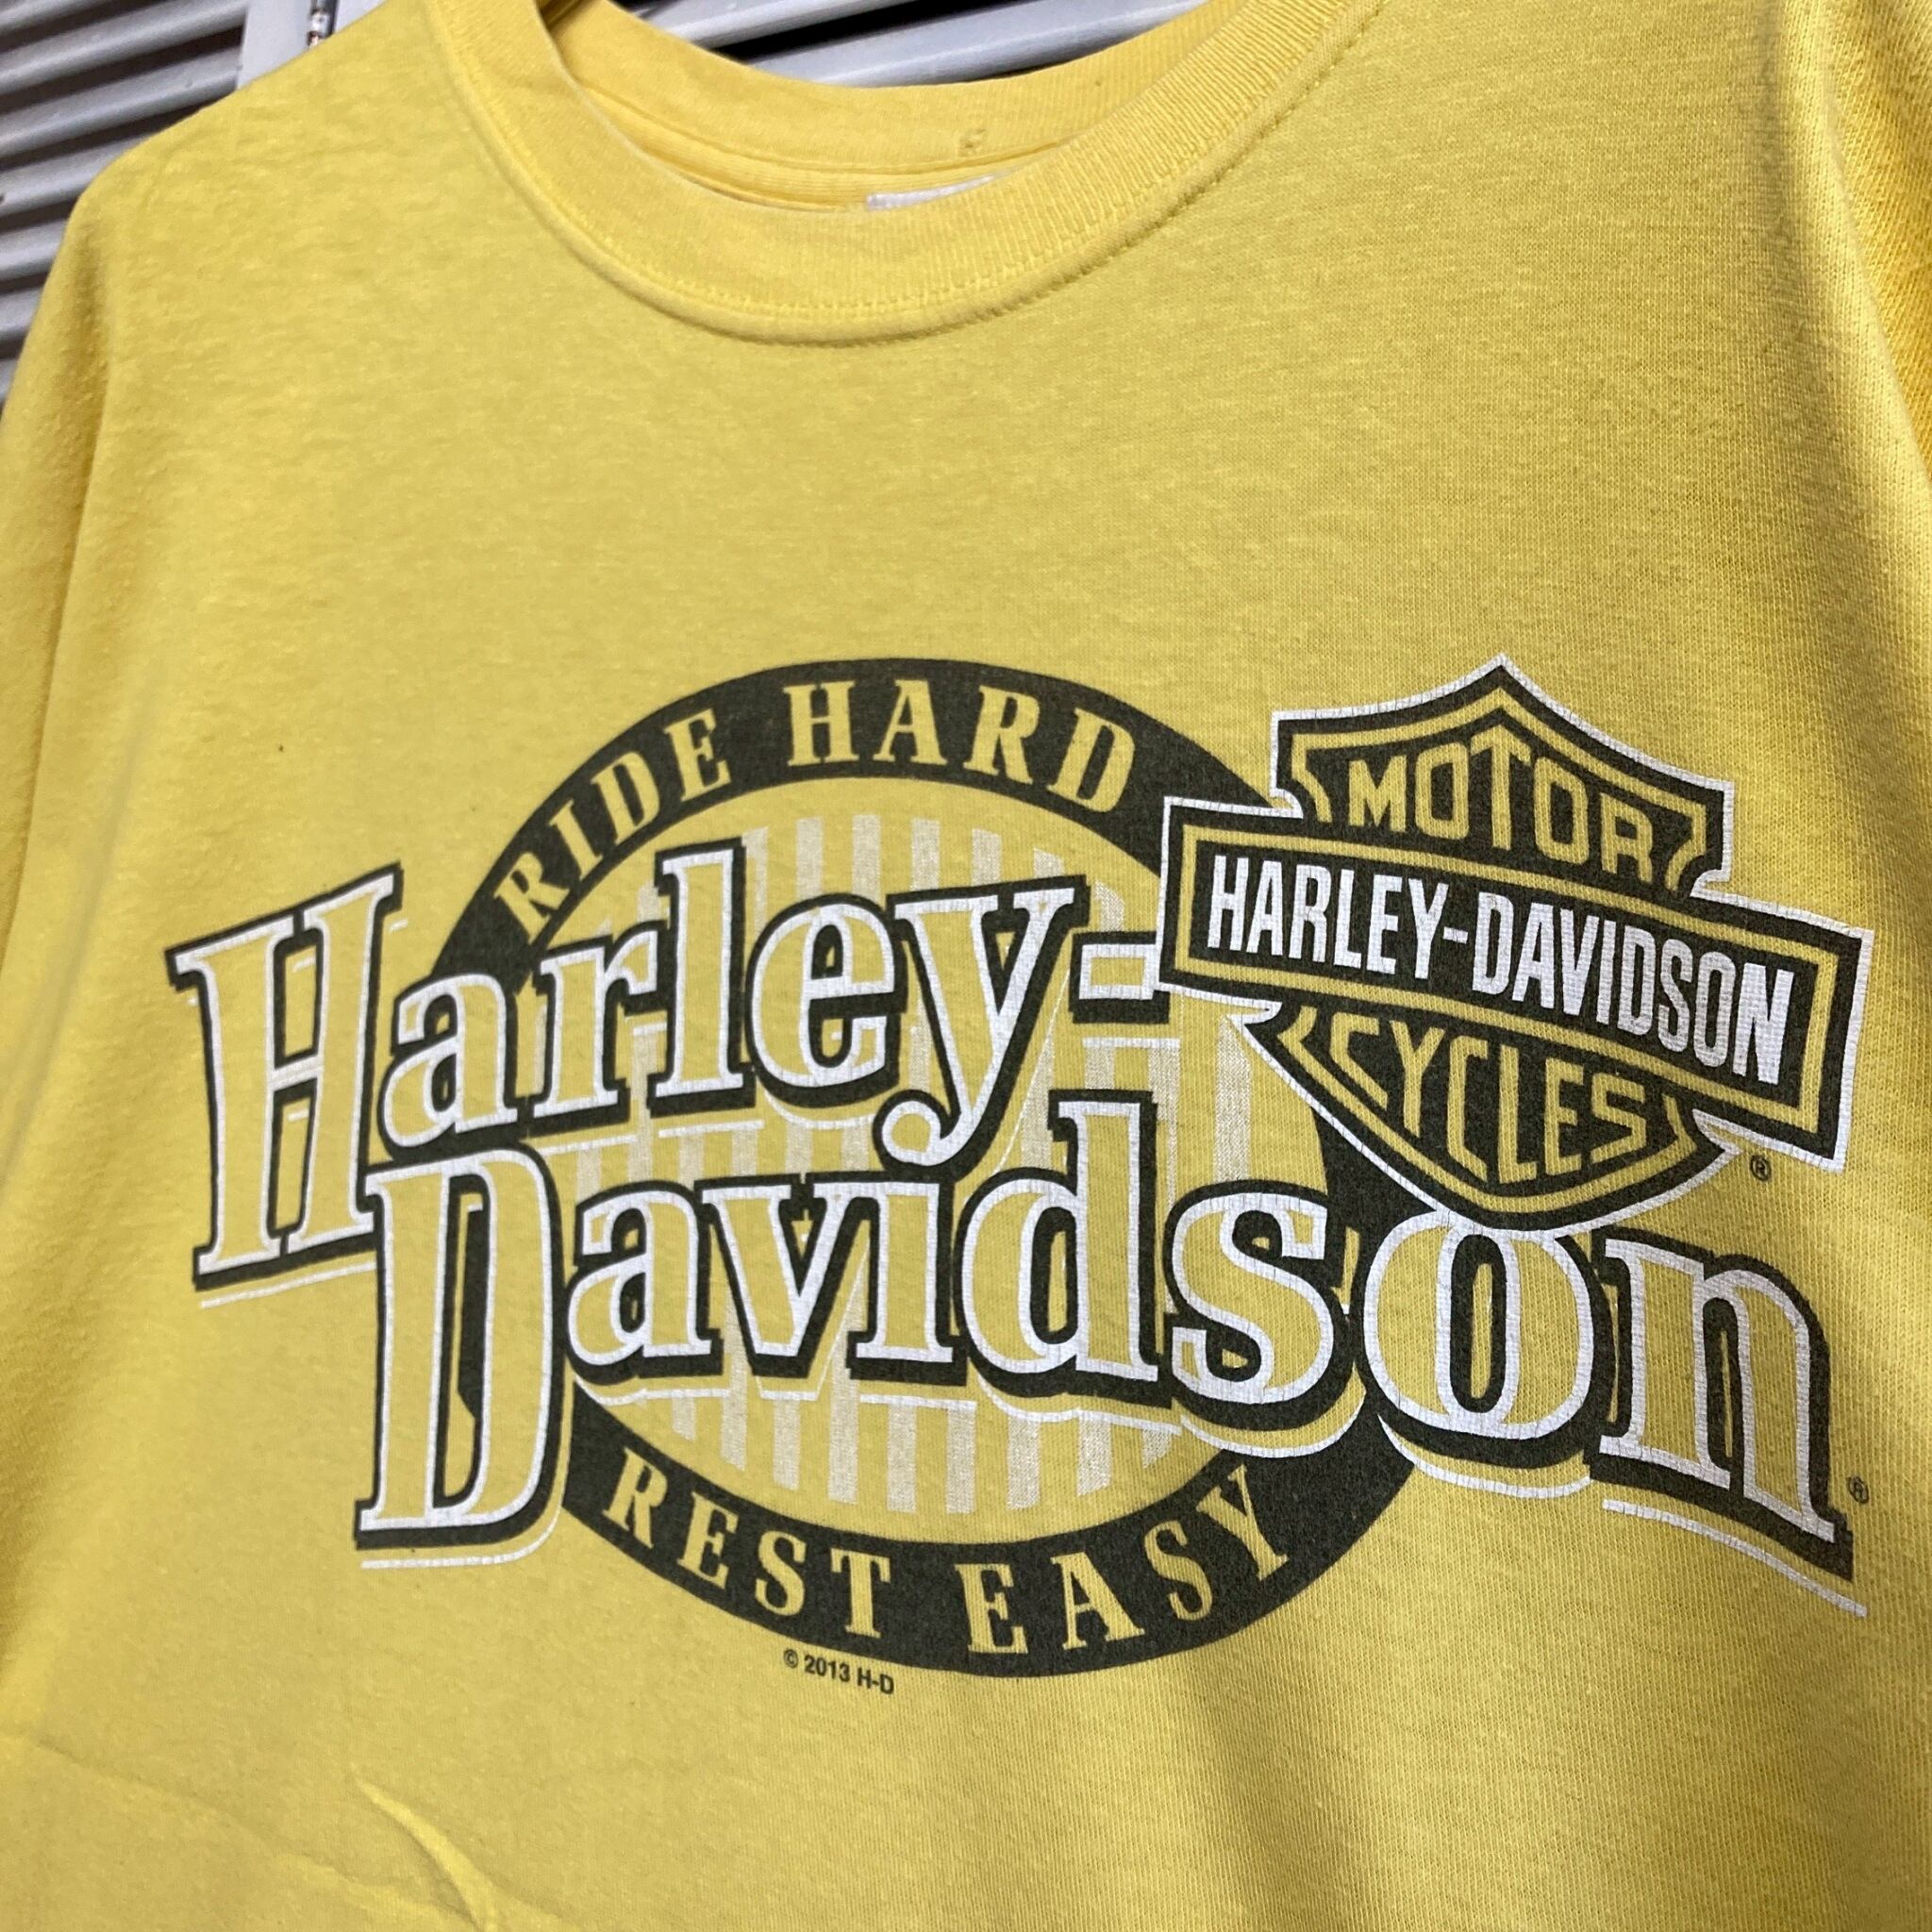 RIDE HARD
Harley-
Davidson
MOTOR
HARLEY-DAVIDSON
CYCLES
®
®
REST EASY
© 2013 H-D